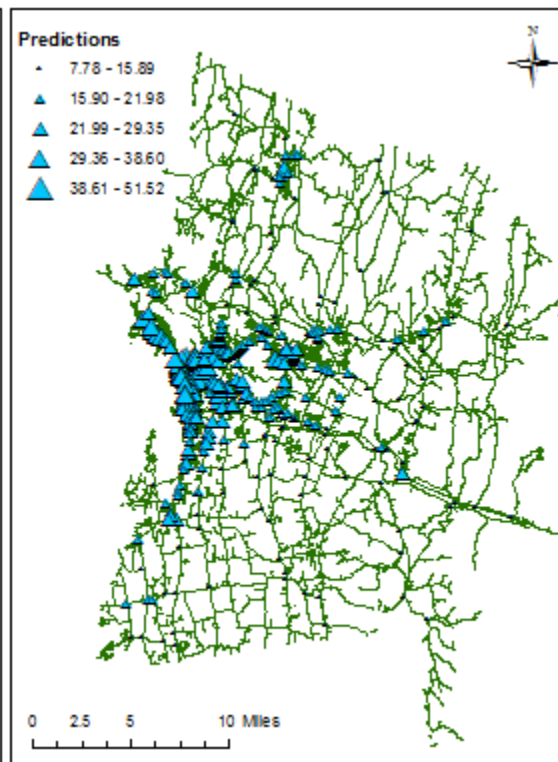 Predictions
N
7.78 - 15.89
15.90 - 21.98
21.99 - 29.35
29.36 - 38.60
38.61 - 51.52
0 2.5 5 10 Miles